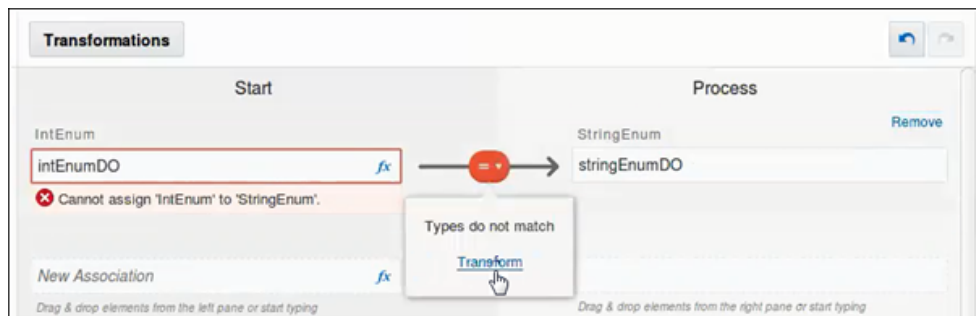 Transformations
Start
Process
Remove
IntEnum
StringEnum
intEnumDO fx
=
stringEnumDO
Cannot assign 'IntEnum' to 'StringEnum'.
Types do not match
Transform
New Association fx
Drag & drop elements from the left pane or start typing
Drag & drop elements from the right pane or start typing